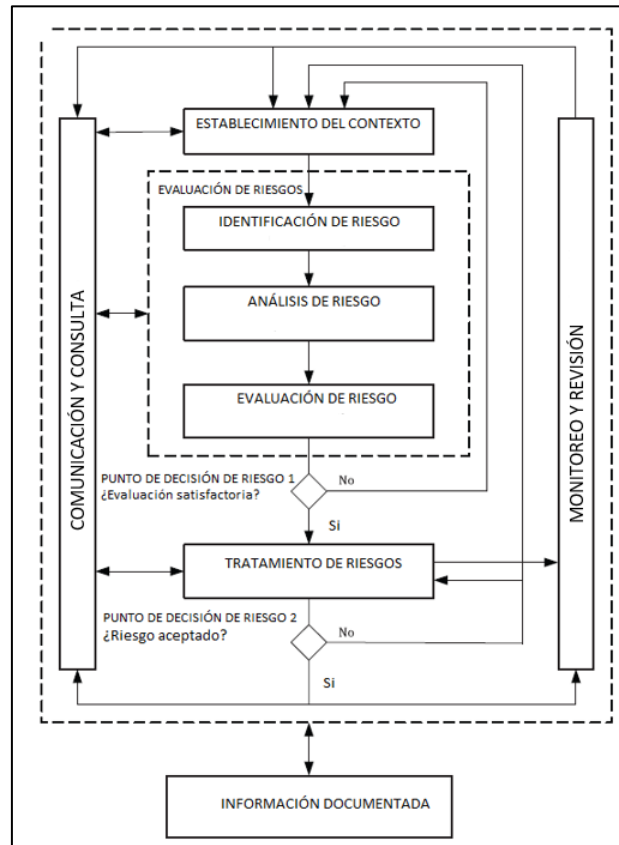 ESTABLECIMIENTO DEL CONTEXTO
EVALUACIÓN DE RIESGOS
IDENTIFICACIÓN DE RIESGO
ANÁLISIS DE RIESGO
EVALUACIÓN DE RIESGO
COMUNICACIÓN Y CONSULTA
MONITOREO Y REVISIÓN
PUNTO DE DECISIÓN DE RIESGO 1
¿Evaluación satisfactoria?
No
Si
TRATAMIENTO DE RIESGOS
PUNTO DE DECISIÓN DE RIESGO 2
¿Riesgo aceptado?
No
Si
INFORMACIÓN DOCUMENTADA